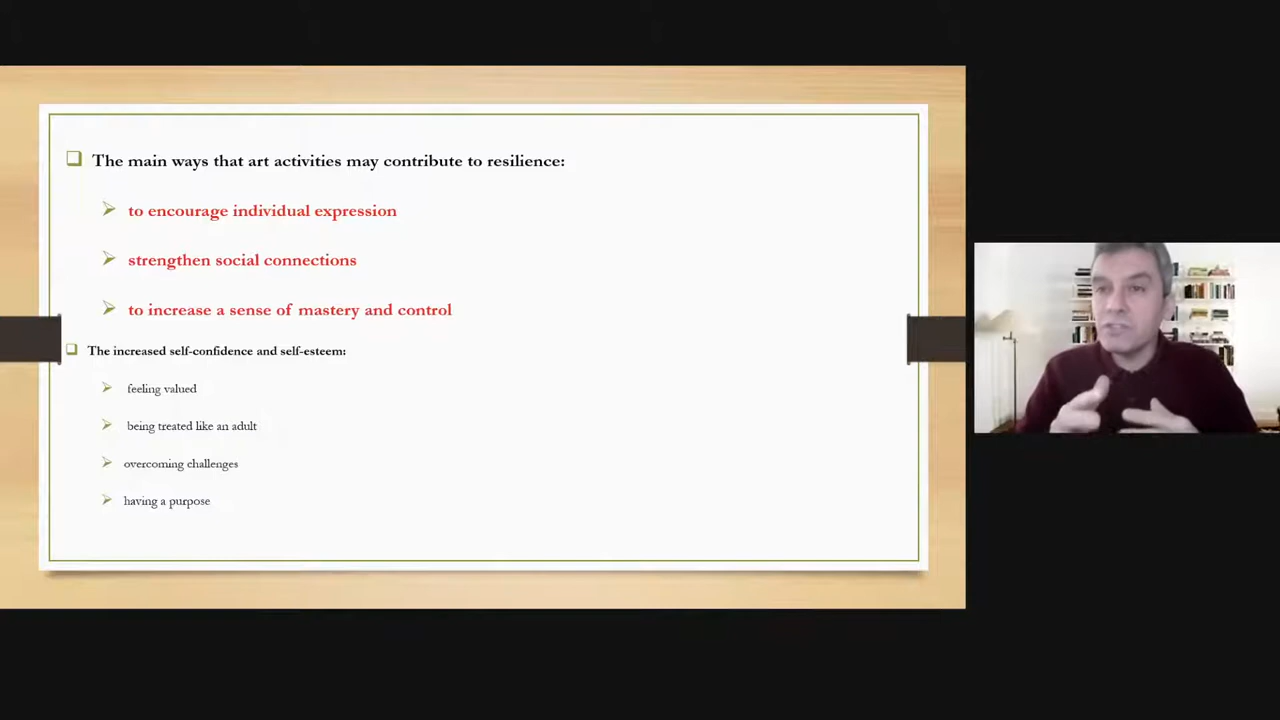 The main ways that art activities may contribute to resilience:
to encourage individual expression
strengthen social connections
to increase a sense of mastery and control
The increased self-confidence and self-esteem:
feeling valued
being treated like an adult
overcoming challenges
having a purpose